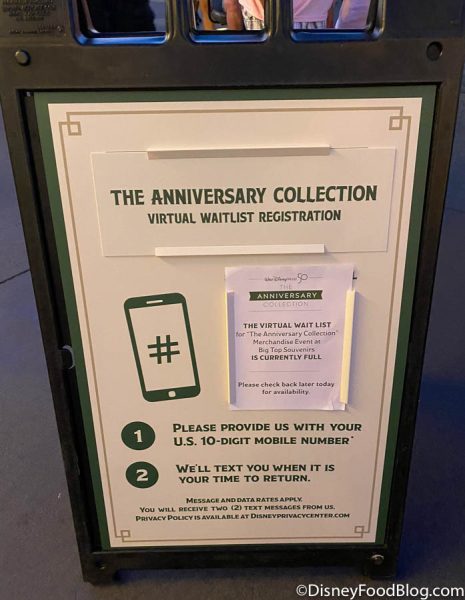 THE ANNIVERSARY COLLECTION
VIRTUAL WAITLIST REGISTRATION
WALT DISNEY WORLD 50
THE
ANNIVERSARY
COLLECTION
THE VIRTUAL WAIT LIST
for "The Anniversary Collection"
Merchandise Event at
Big Top Souvenirs
IS CURRENTLY FULL
Please check back later today
for availability.
#
1 PLEASE PROVIDE US WITH YOUR
U.S. 10-DIGIT MOBILE NUMBER*
2 WE'LL TEXT YOU WHEN IT IS
YOUR TIME TO RETURN.
MESSAGE AND DATA RATES APPLY.
YOU WILL RECEIVE TWO (2) TEXT MESSAGES FROM US.
PRIVACY POLICY IS AVAILABLE AT DISNEYPRIVACYCENTER.COM
©DisneyFoodBlog.com